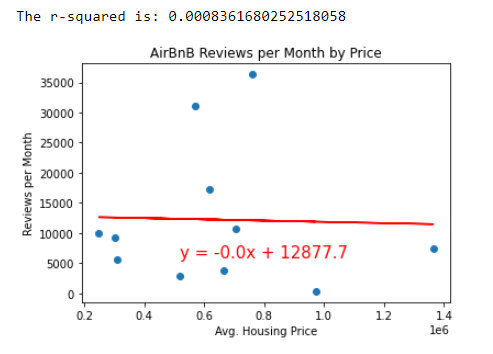 The r-squared is: 0.0008361680252518058
AirBnB Reviews per Month by Price
Reviews per Month
35000
30000
25000
20000
15000
10000
5000
0
y = -0.0x + 12877.7
0.2 0.4 0.6 0.8 1.0 1.2 1.4
1e6
Avg. Housing Price